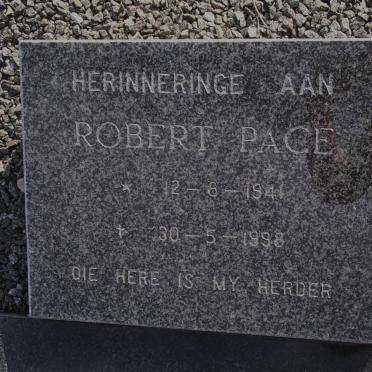 HERINNERINGE AAN
ROBERT PACE
* 12-8-1941
† 30-5-1998
DIE HERE IS MY HERDER